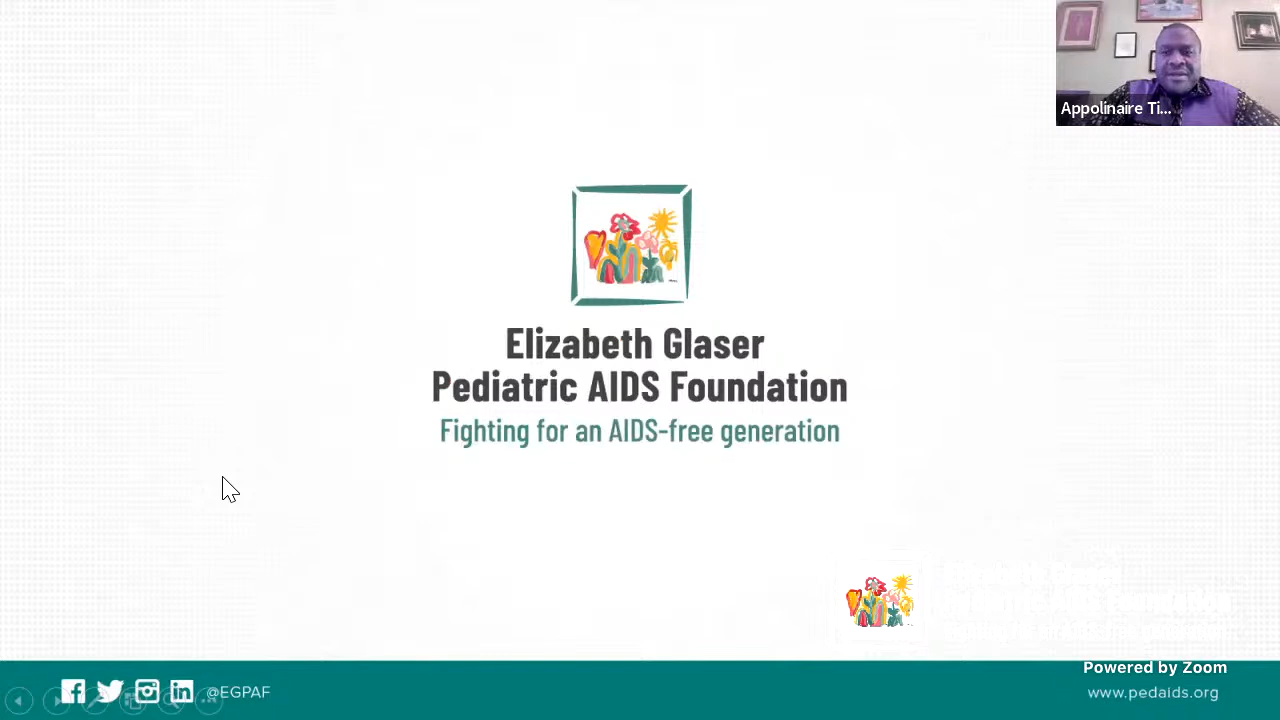 Appolinaire Ti...
Elizabeth Glaser
Pediatric AIDS Foundation
Fighting for an AIDS-free generation
Powered by Zoom
@EGPAF
www.pedaids.org